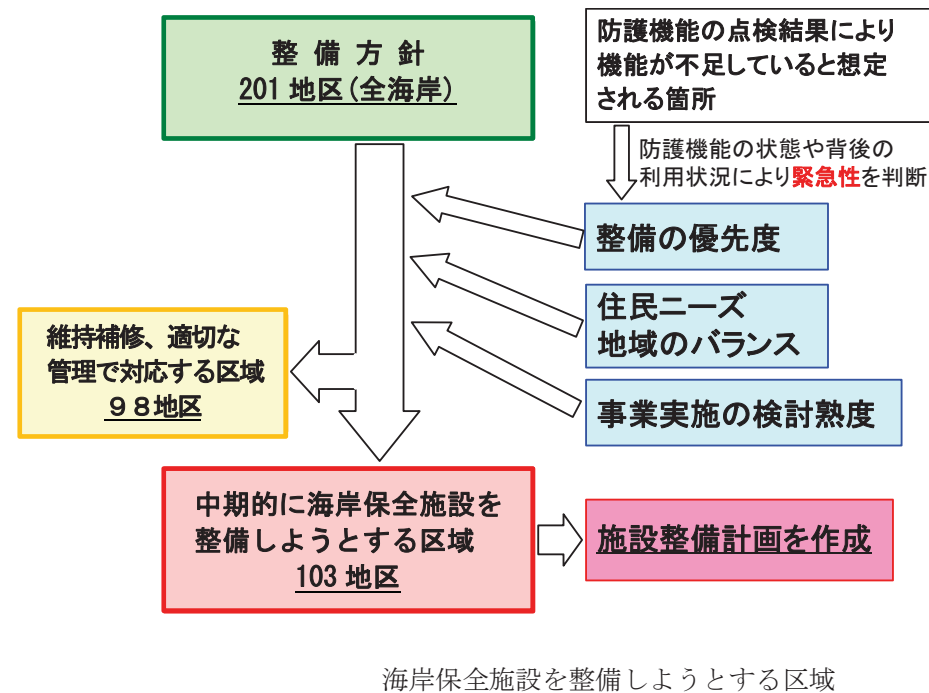 整備方針
201地区(全海岸)
防護機能の点検結果により
機能が不足していると想定
される箇所
防護機能の状態や背後の
利用状況により緊急性を判断
整備の優先度
住民ニーズ
地域のバランス
事業実施の検討熟度
維持補修、適切な
管理で対応する区域
９８地区
中期的に海岸保全施設を
整備しようとする区域
103地区
施設整備計画を作成
海岸保全施設を整備しようとする区域